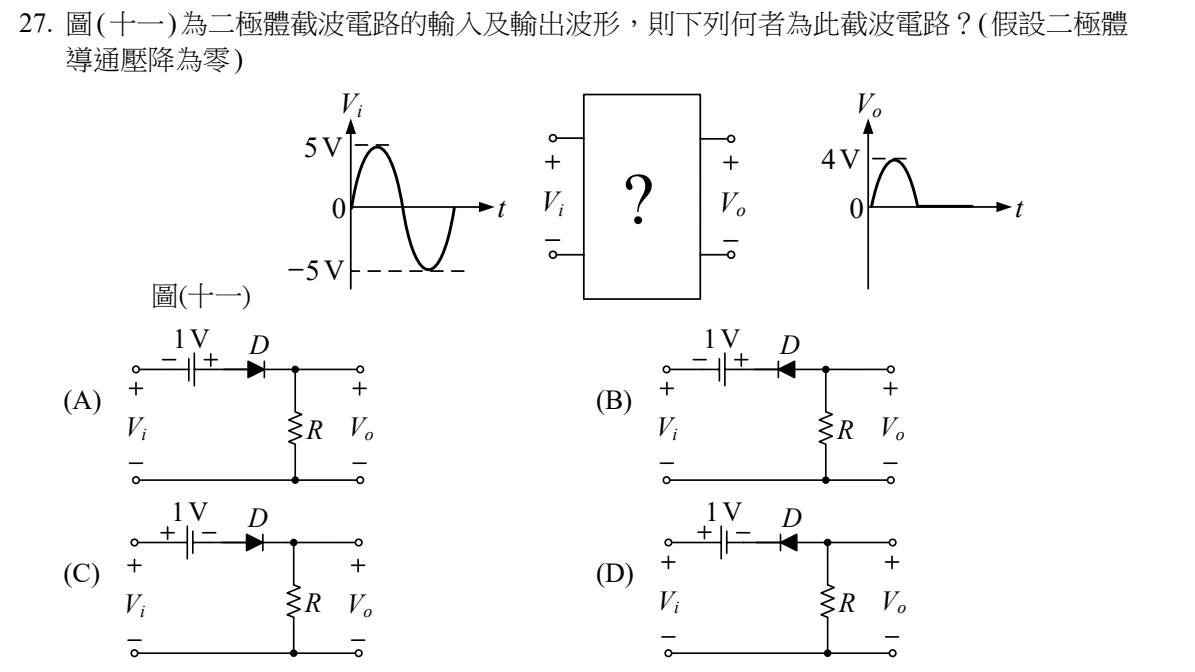 27. 圖(十一)為二極體截波電路的輸入及輸出波形，則下列何者為此截波電路？(假設二極體
導通壓降為零)
Vi
5V
0
−5V
t
+
Vi
−
?
+
Vo
−
Vo
4V
0
t
圖(十一)
(A)
1V
− +
D
+
Vi
−
R
+
Vo
−
(B)
1V
− +
D
+
Vi
−
R
+
Vo
−
(C)
1V
+ −
D
+
Vi
−
R
+
Vo
−
(D)
1V
+ −
D
+
Vi
−
R
+
Vo
−